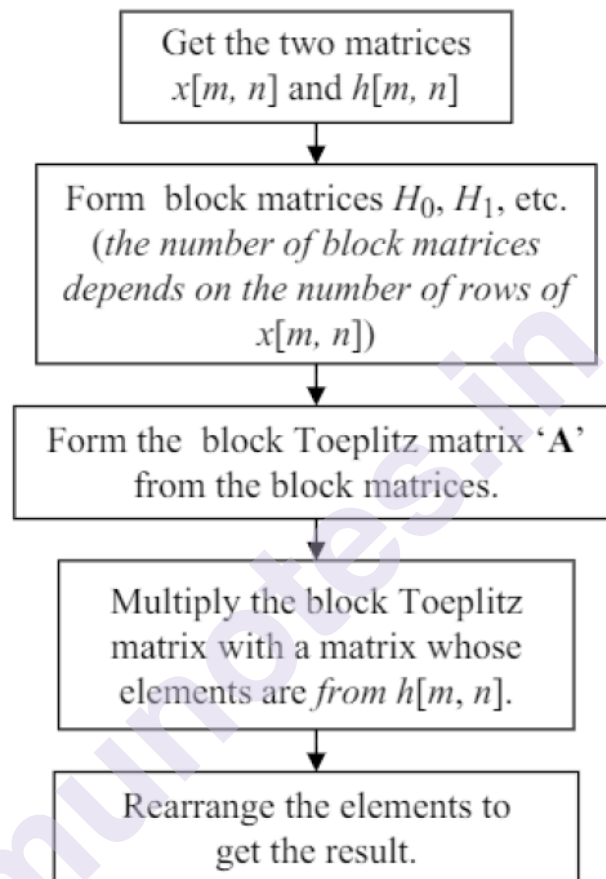 Get the two matrices
x[m, n] and h[m, n]
Form block matrices H0, H1, etc.
(the number of block matrices
depends on the number of rows of
x[m, n])
Form the block Toeplitz matrix ‘A’
from the block matrices.
Multiply the block Toeplitz
matrix with a matrix whose
elements are from h[m, n].
Rearrange the elements to
get the result.
munotes.in